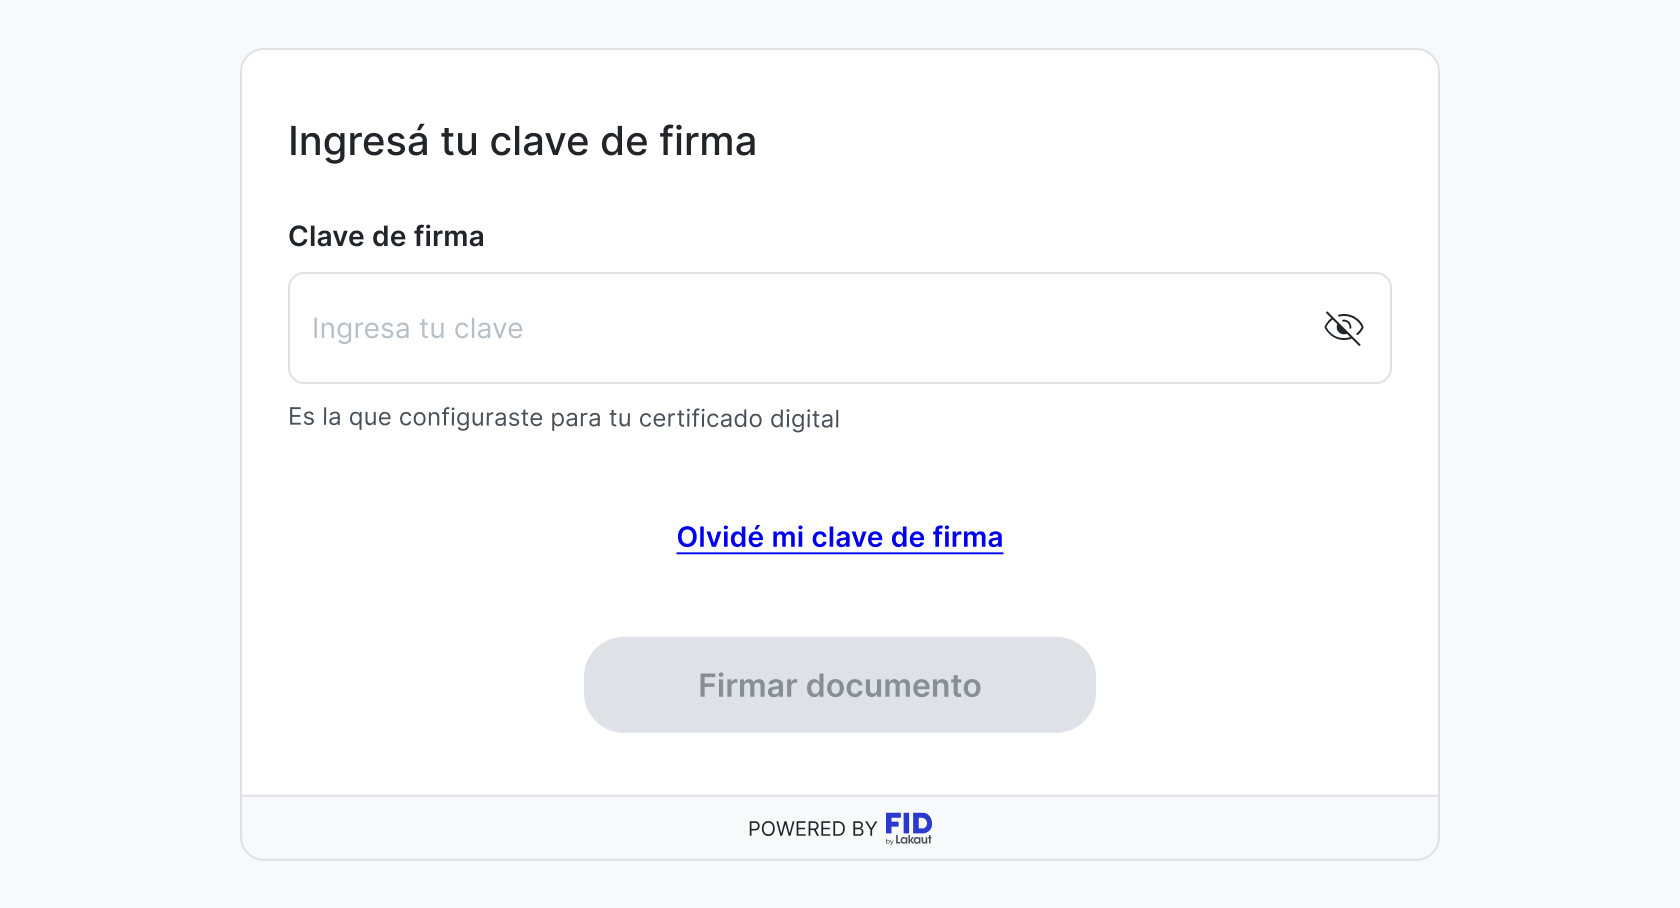 Ingresá tu clave de firma
Clave de firma
Ingresa tu clave
Es la que configuraste para tu certificado digital
Olvidé mi clave de firma
Firmar documento
POWERED BY FID
by Lakaut